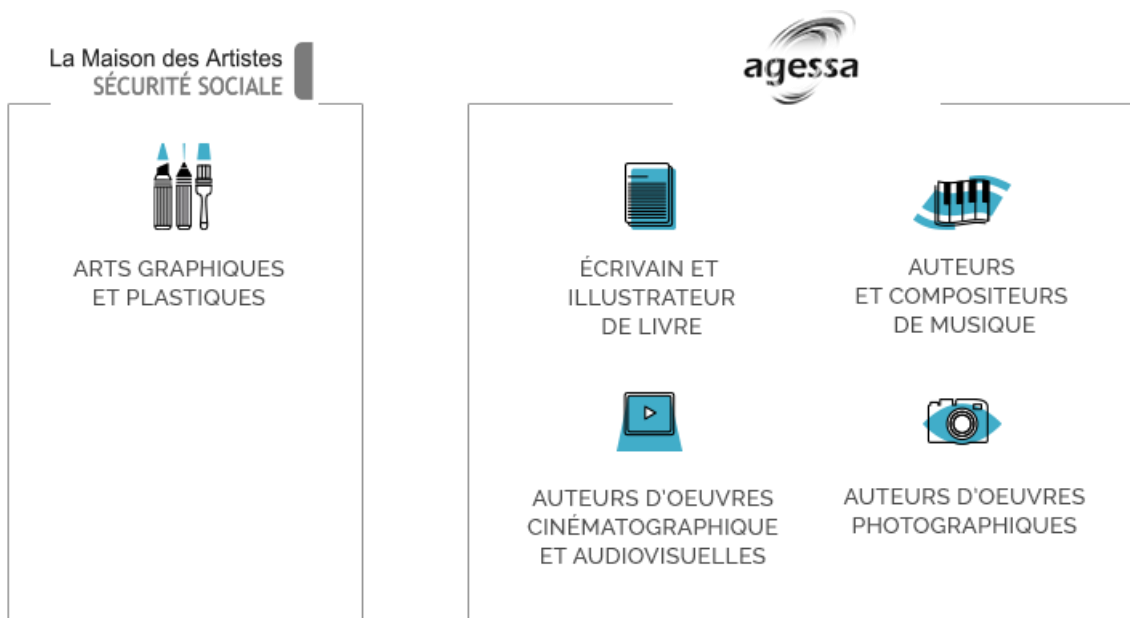 La Maison des Artistes
SÉCURITÉ SOCIALE
agessa
ARTS GRAPHIQUES
ET PLASTIQUES
ÉCRIVAIN ET
ILLUSTRATEUR
DE LIVRE
AUTEURS
ET COMPOSITEURS
DE MUSIQUE
AUTEURS D'OEUVRES
CINÉMATOGRAPHIQUE
ET AUDIOVISUELLES
AUTEURS D'OEUVRES
PHOTOGRAPHIQUES